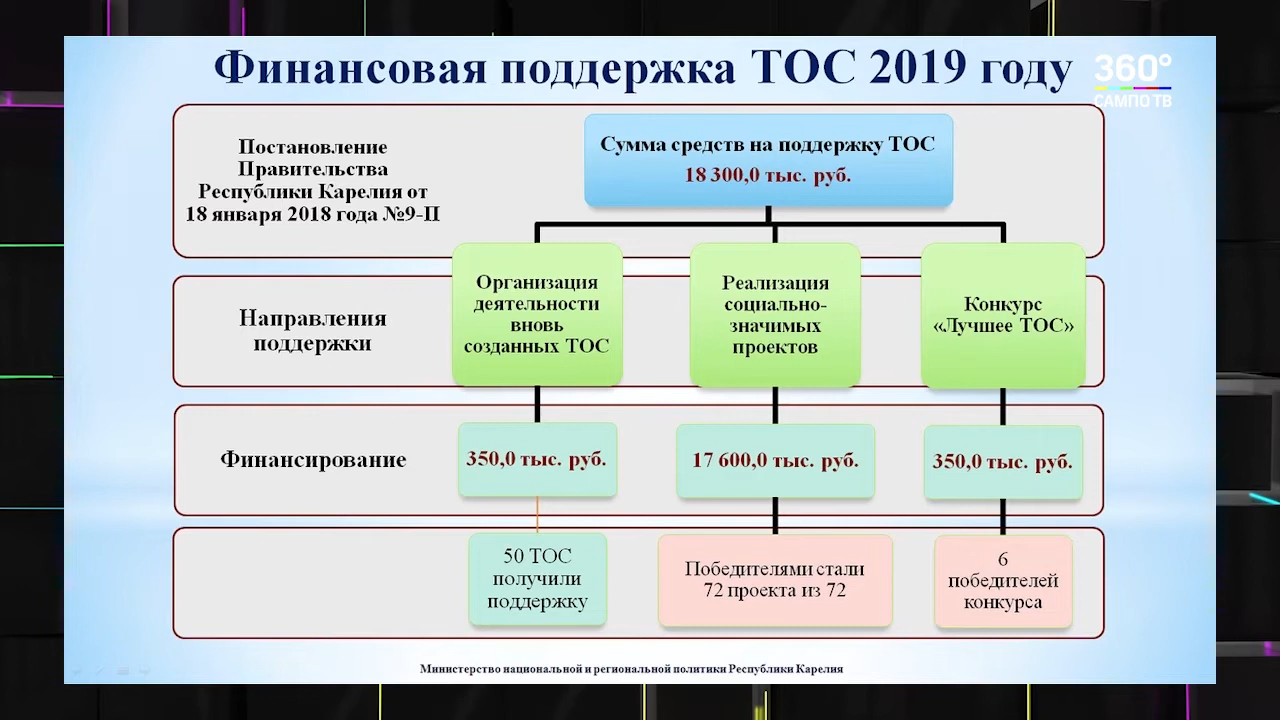 Финансовая поддержка ТОС 2019 году
360°
САМПО ТВ
Постановление
Правительства
Республики Карелия от
18 января 2018 года №9-П
Сумма средств на поддержку ТОС
18 300,0 тыс. руб.
Направления
поддержки
Организация
деятельности
вновь
созданных ТОС
Реализация
социально-
значимых
проектов
Конкурс
«Лучшее ТОС»
Финансирование
350,0 тыс. руб.
17 600,0 тыс. руб.
350,0 тыс. руб.
50 ТОС
получили
поддержку
Победителями стали
72 проекта из 72
6
победителей
конкурса
Министерство национальной и региональной политики Республики Карелия